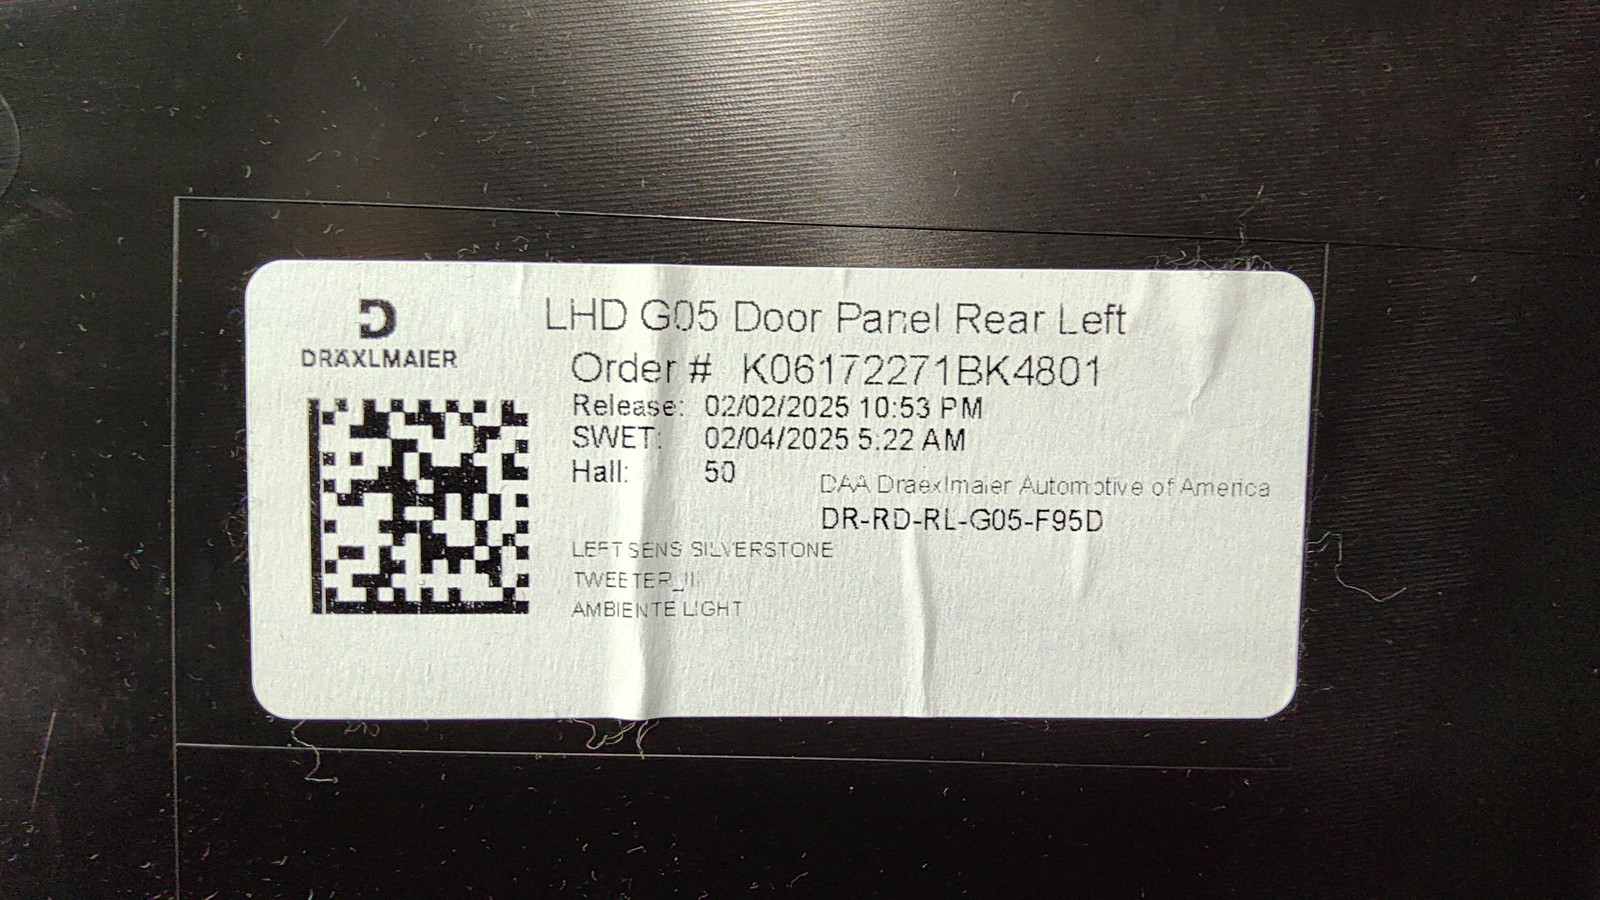 DRÄXLMAIER
LHD G05 Door Panel Rear Left
Order # K06172271BK4801
Release: 02/02/2025 10:53 PM
SWET: 02/04/2025 5:22 AM
Hall: 50
DAA Draexlmaier Automotive of America
DR-RD-RL-G05-F95D
LEFT SENS SILVERSTONE
AMBIENTE LIGHT